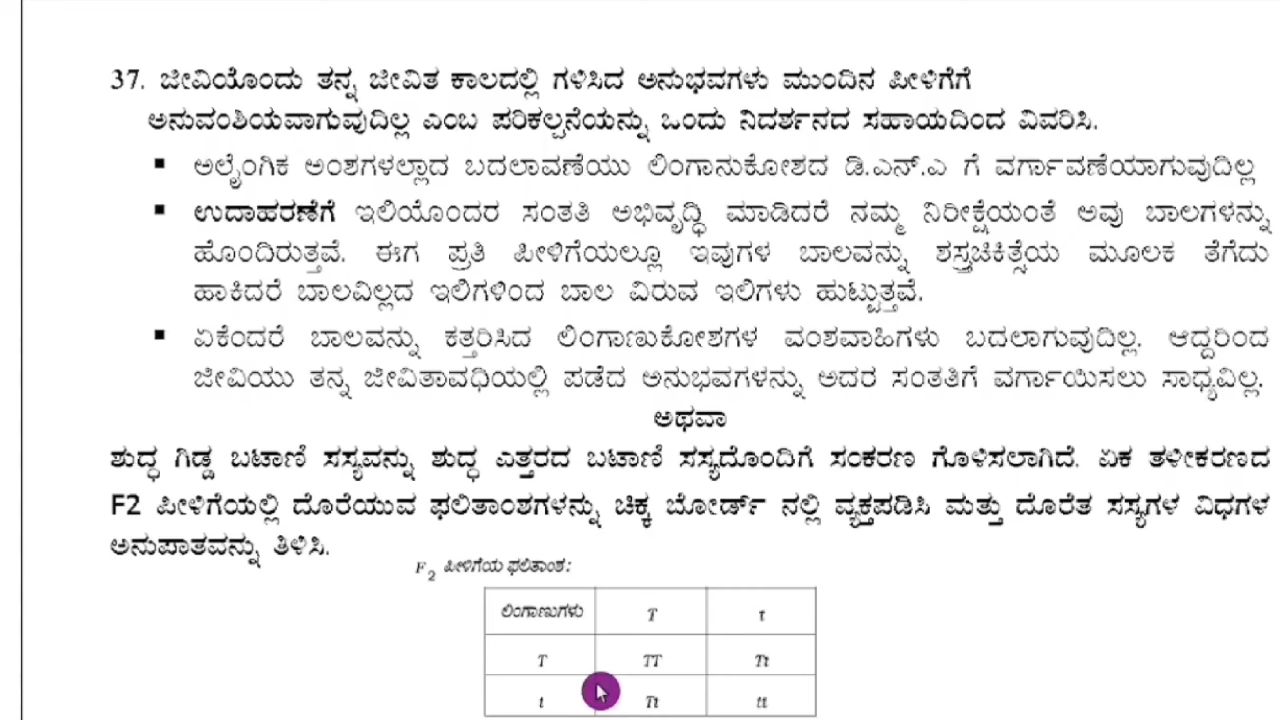 37. ಜೀವಿಯೊಂದು ತನ್ನ ಜೀವಿತ ಕಾಲದಲ್ಲಿ ಗಳಿಸಿದ ಅನುಭವಗಳು ಮುಂದಿನ ಪೀಳಿಗೆಗೆ
ಅನುವಂಶಿಯವಾಗುವುದಿಲ್ಲ ಎಂಬ ಪರಿಕಲ್ಪನೆಯನ್ನು ಒಂದು ನಿದರ್ಶನದ ಸಹಾಯದಿಂದ ವಿವರಿಸಿ.
▪ ಅಲೈಂಗಿಕ ಅಂಶಗಳಲ್ಲಾದ ಬದಲಾವಣೆಯು ಲಿಂಗಾನುಕೋಶದ ಡಿ.ಎನ್.ಎ ಗೆ ವರ್ಗಾವಣೆಯಾಗುವುದಿಲ್ಲ
▪ ಉದಾಹರಣೆಗೆ ಇಲಿಯೊಂದರ ಸಂತತಿ ಅಭಿವೃದ್ಧಿ ಮಾಡಿದರೆ ನಮ್ಮ ನಿರೀಕ್ಷೆಯಂತೆ ಅವು ಬಾಲಗಳನ್ನು
ಹೊಂದಿರುತ್ತವೆ. ಈಗ ಪ್ರತಿ ಪೀಳಿಗೆಯಲ್ಲೂ ಇವುಗಳ ಬಾಲವನ್ನು ಶಸ್ತ್ರಚಿಕಿತ್ಸೆಯ ಮೂಲಕ ತೆಗೆದು
ಹಾಕಿದರೆ ಬಾಲವಿಲ್ಲದ ಇಲಿಗಳಿಂದ ಬಾಲ ವಿರುವ ಇಲಿಗಳು ಹುಟ್ಟುತ್ತವೆ.
▪ ಏಕೆಂದರೆ ಬಾಲವನ್ನು ಕತ್ತರಿಸಿದ ಲಿಂಗಾಣುಕೋಶಗಳ ವಂಶವಾಹಿಗಳು ಬದಲಾಗುವುದಿಲ್ಲ. ಆದ್ದರಿಂದ
ಜೀವಿಯು ತನ್ನ ಜೀವಿತಾವಧಿಯಲ್ಲಿ ಪಡೆದ ಅನುಭವಗಳನ್ನು ಅದರ ಸಂತತಿಗೆ ವರ್ಗಾಯಿಸಲು ಸಾಧ್ಯವಿಲ್ಲ.
ಅಥವಾ
ಶುದ್ಧ ಗಿಡ್ಡ ಬಟಾಣಿ ಸಸ್ಯವನ್ನು ಶುದ್ಧ ಎತ್ತರದ ಬಟಾಣಿ ಸಸ್ಯದೊಂದಿಗೆ ಸಂಕರಣ ಗೊಳಿಸಲಾಗಿದೆ. ಏಕ ತಳೀಕರಣದ
F2 ಪೀಳಿಗೆಯಲ್ಲಿ ದೊರೆಯುವ ಫಲಿತಾಂಶಗಳನ್ನು ಚಿಕ್ಕ ಬೋರ್ಡ್ ನಲ್ಲಿ ವ್ಯಕ್ತಪಡಿಸಿ ಮತ್ತು ದೊರೆತ ಸಸ್ಯಗಳ ವಿಧಗಳ
ಅನುಪಾತವನ್ನು ತಿಳಿಸಿ.
F2 ಪೀಳಿಗೆಯ ಫಲಿತಾಂಶ:
ಲಿಂಗಾಣುಗಳು T t
T TT Tt
t Tt tt